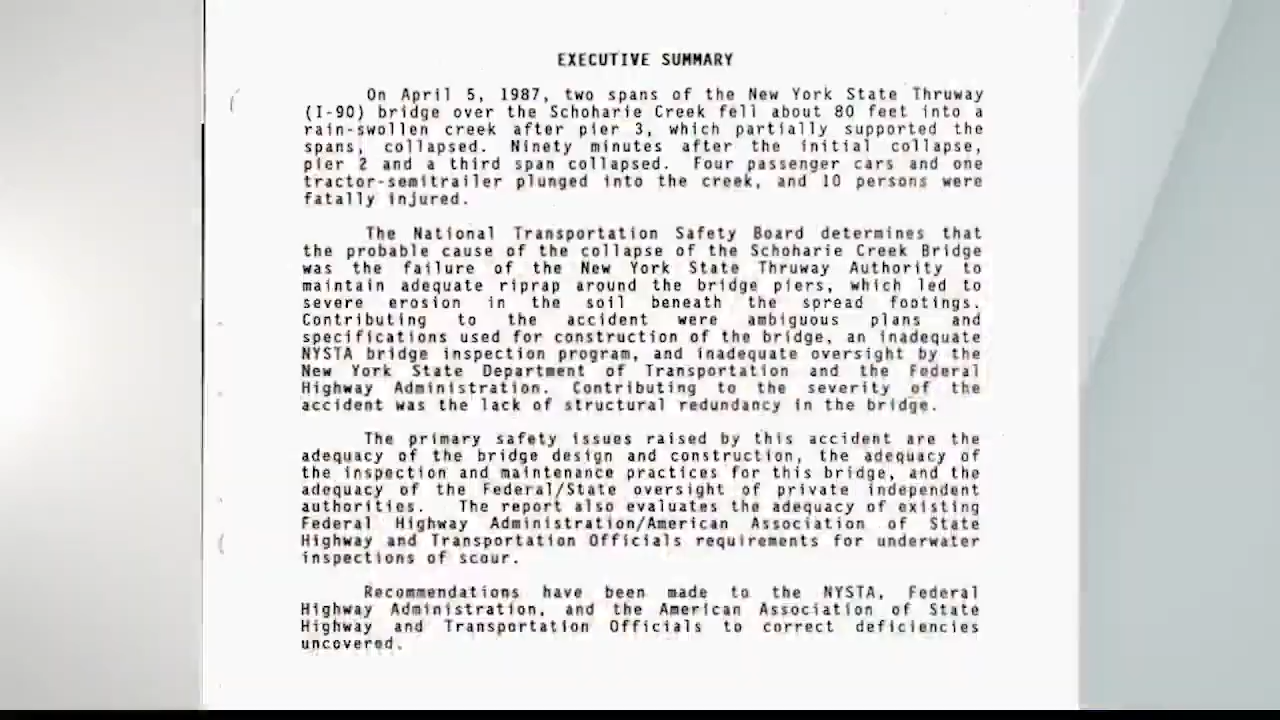 EXECUTIVE SUMMARY
On April 5, 1987, two spans of the New York State Thruway
(I-90) bridge over the Schoharie Creek fell about 80 feet into a
rain-swollen creek after pier 3, which partially supported the
spans, collapsed. Ninety minutes after the initial collapse,
pier 2 and a third span collapsed. Four passenger cars and one
tractor-semitrailer plunged into the creek, and 10 persons were
fatally injured.
The National Transportation Safety Board determines that
the probable cause of the collapse of the Schoharie Creek Bridge
was the failure of the New York State Thruway Authority to
maintain adequate riprap around the bridge piers, which led to
severe erosion in the soil beneath the spread footings.
Contributing to the accident were ambiguous plans and
specifications used for construction of the bridge, an inadequate
NYSTA bridge inspection program, and inadequate oversight by the
New York State Department of Transportation and the Federal
Highway Administration. Contributing to the severity of the
accident was the lack of structural redundancy in the bridge.
The primary safety issues raised by this accident are the
adequacy of the bridge design and construction, the adequacy of
the inspection and maintenance practices for this bridge, and the
adequacy of the Federal/State oversight of private independent
authorities. The report also evaluates the adequacy of existing
Federal Highway Administration/American Association of State
Highway and Transportation Officials requirements for underwater
inspections of scour.
Recommendations have been made to the NYSTA, Federal
Highway Administration, and the American Association of State
Highway and Transportation Officials to correct deficiencies
uncovered.